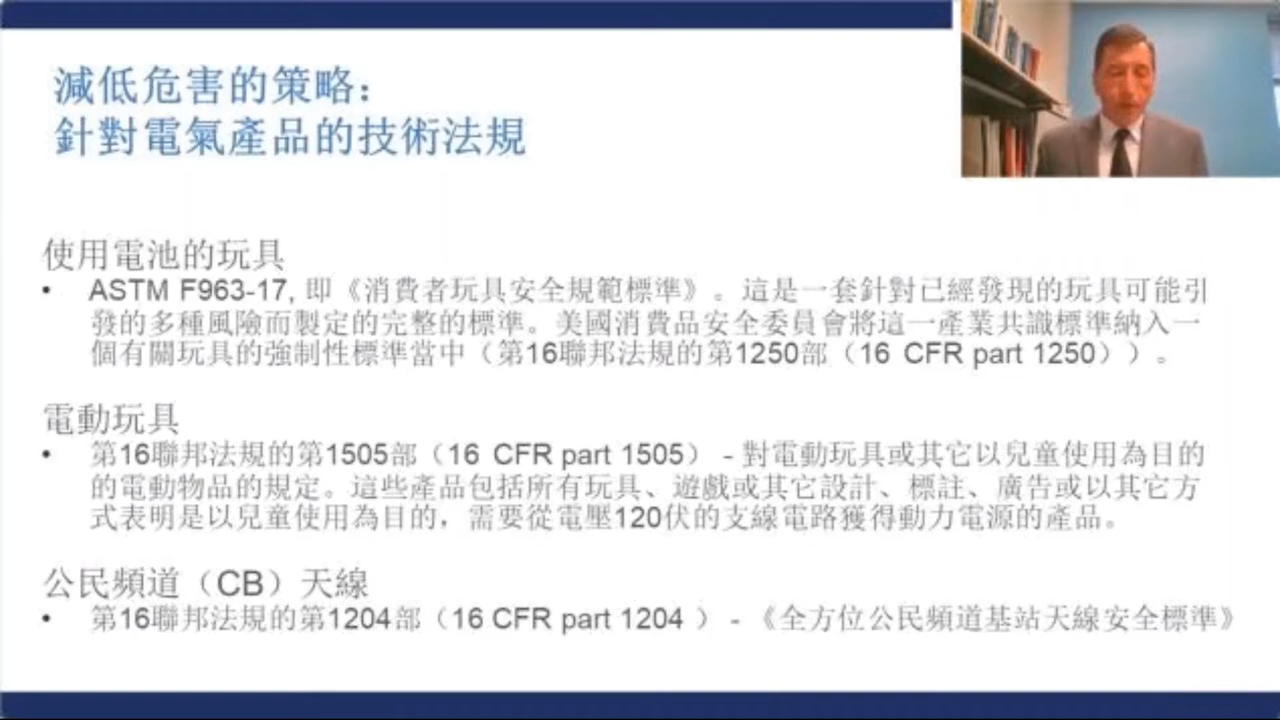 減低危害的策略：
針對電氣產品的技術法規
使用電池的玩具
• ASTM F963-17, 即《消費者玩具安全規範標準》。這是一套針對已經發現的玩具可能引
發的多種風險而製定的完整的標準。美國消費品安全委員會將這一產業共識標準納入一
個有關玩具的強制性標準當中（第16聯邦法規的第1250部（16 CFR part 1250））。
電動玩具
• 第16聯邦法規的第1505部（16 CFR part 1505） - 對電動玩具或其它以兒童使用為目的
的電動物品的規定。這些產品包括所有玩具、遊戲或其它設計、標註、廣告或以其它方
式表明是以兒童使用為目的，需要從電壓120伏的支線電路獲得動力電源的產品。
公民頻道（CB）天線
• 第16聯邦法規的第1204部（16 CFR part 1204 ） - 《全方位公民頻道基站天線安全標準》